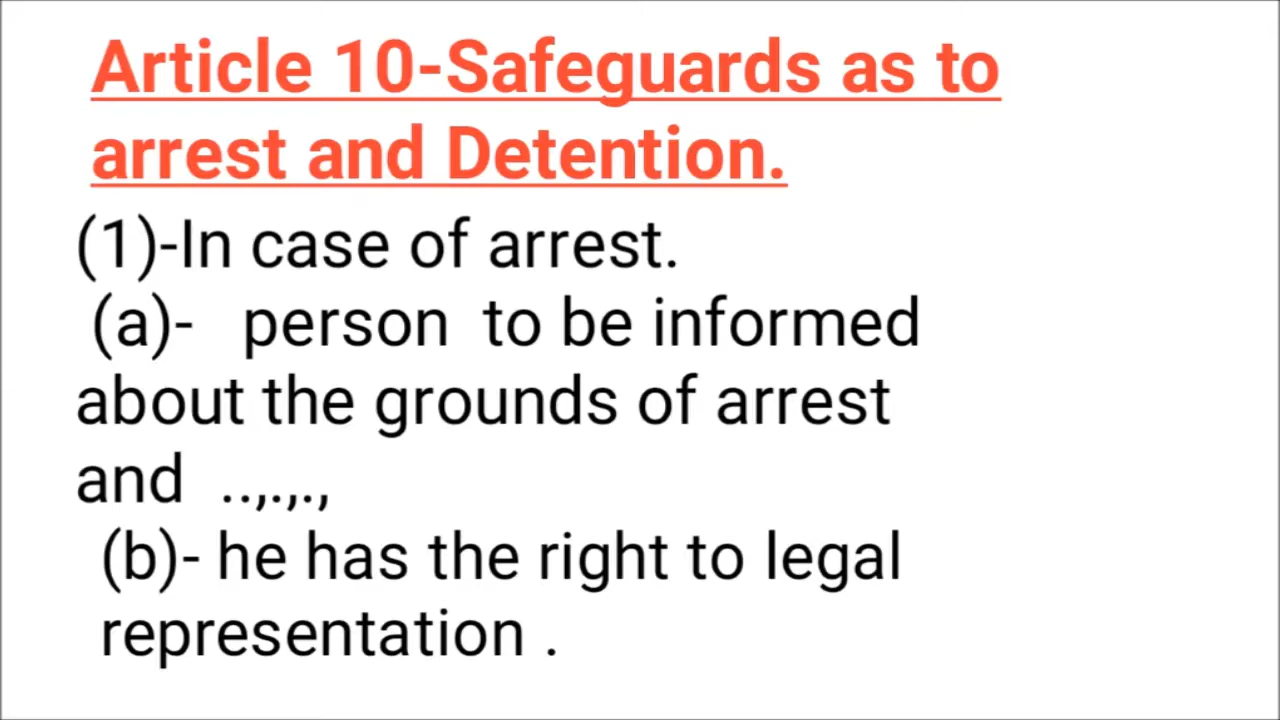 Article 10-Safeguards as to
arrest and Detention.
(1)-In case of arrest.
(a)- person to be informed
about the grounds of arrest
and ..,.,.,
(b)- he has the right to legal
representation .